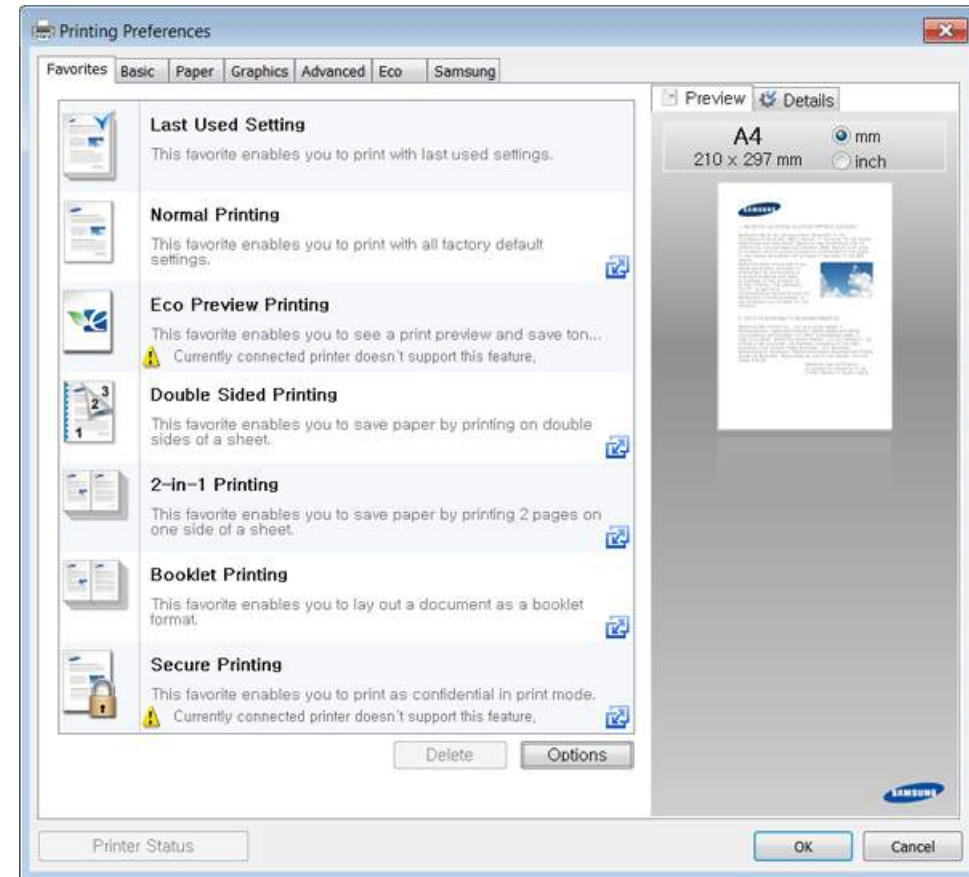 Printing Preferences
Favorites Basic Paper Graphics Advanced Eco Samsung
Last Used Setting
This favorite enables you to print with last used settings.
Normal Printing
This favorite enables you to print with all factory default
settings.
Eco Preview Printing
This favorite enables you to see a print preview and save ton...
Currently connected printer doesn't support this feature.
Double Sided Printing
This favorite enables you to save paper by printing on double
sides of a sheet.
2-in-1 Printing
This favorite enables you to save paper by printing 2 pages on
one side of a sheet.
Booklet Printing
This favorite enables you to lay out a document as a booklet
format.
Secure Printing
This favorite enables you to print as confidential in print mode.
Currently connected printer doesn't support this feature.
Delete Options
Preview Details
A4 mm
210 x 297 mm inch
SAMSUNG
SAMSUNG
Printer Status OK Cancel
3
2
1